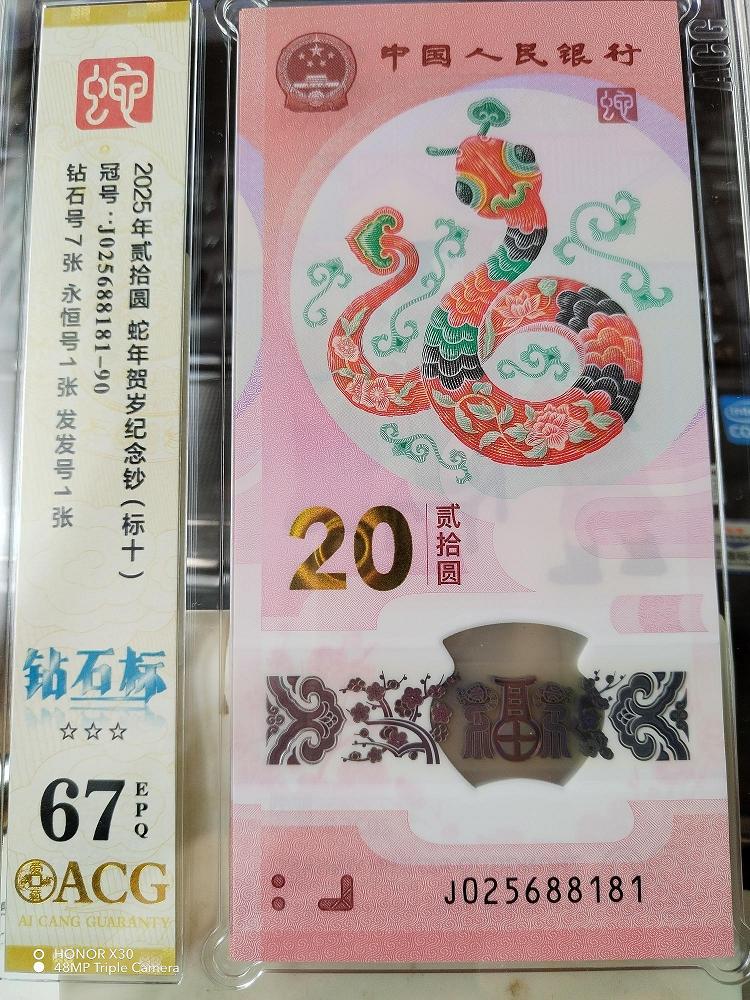 蛇
2025年贰拾圆 蛇年贺岁纪念钞(标十)
冠号:J025688181-90
钻石号7张 永恒号1张 发发号1张
钻石标
☆☆☆
67
EPQ
ACG
AI CANG GUARANTY
中国人民银行
蛇
20
贰拾圆
福
J025688181
ACG
HONOR X30
48MP Triple Camera